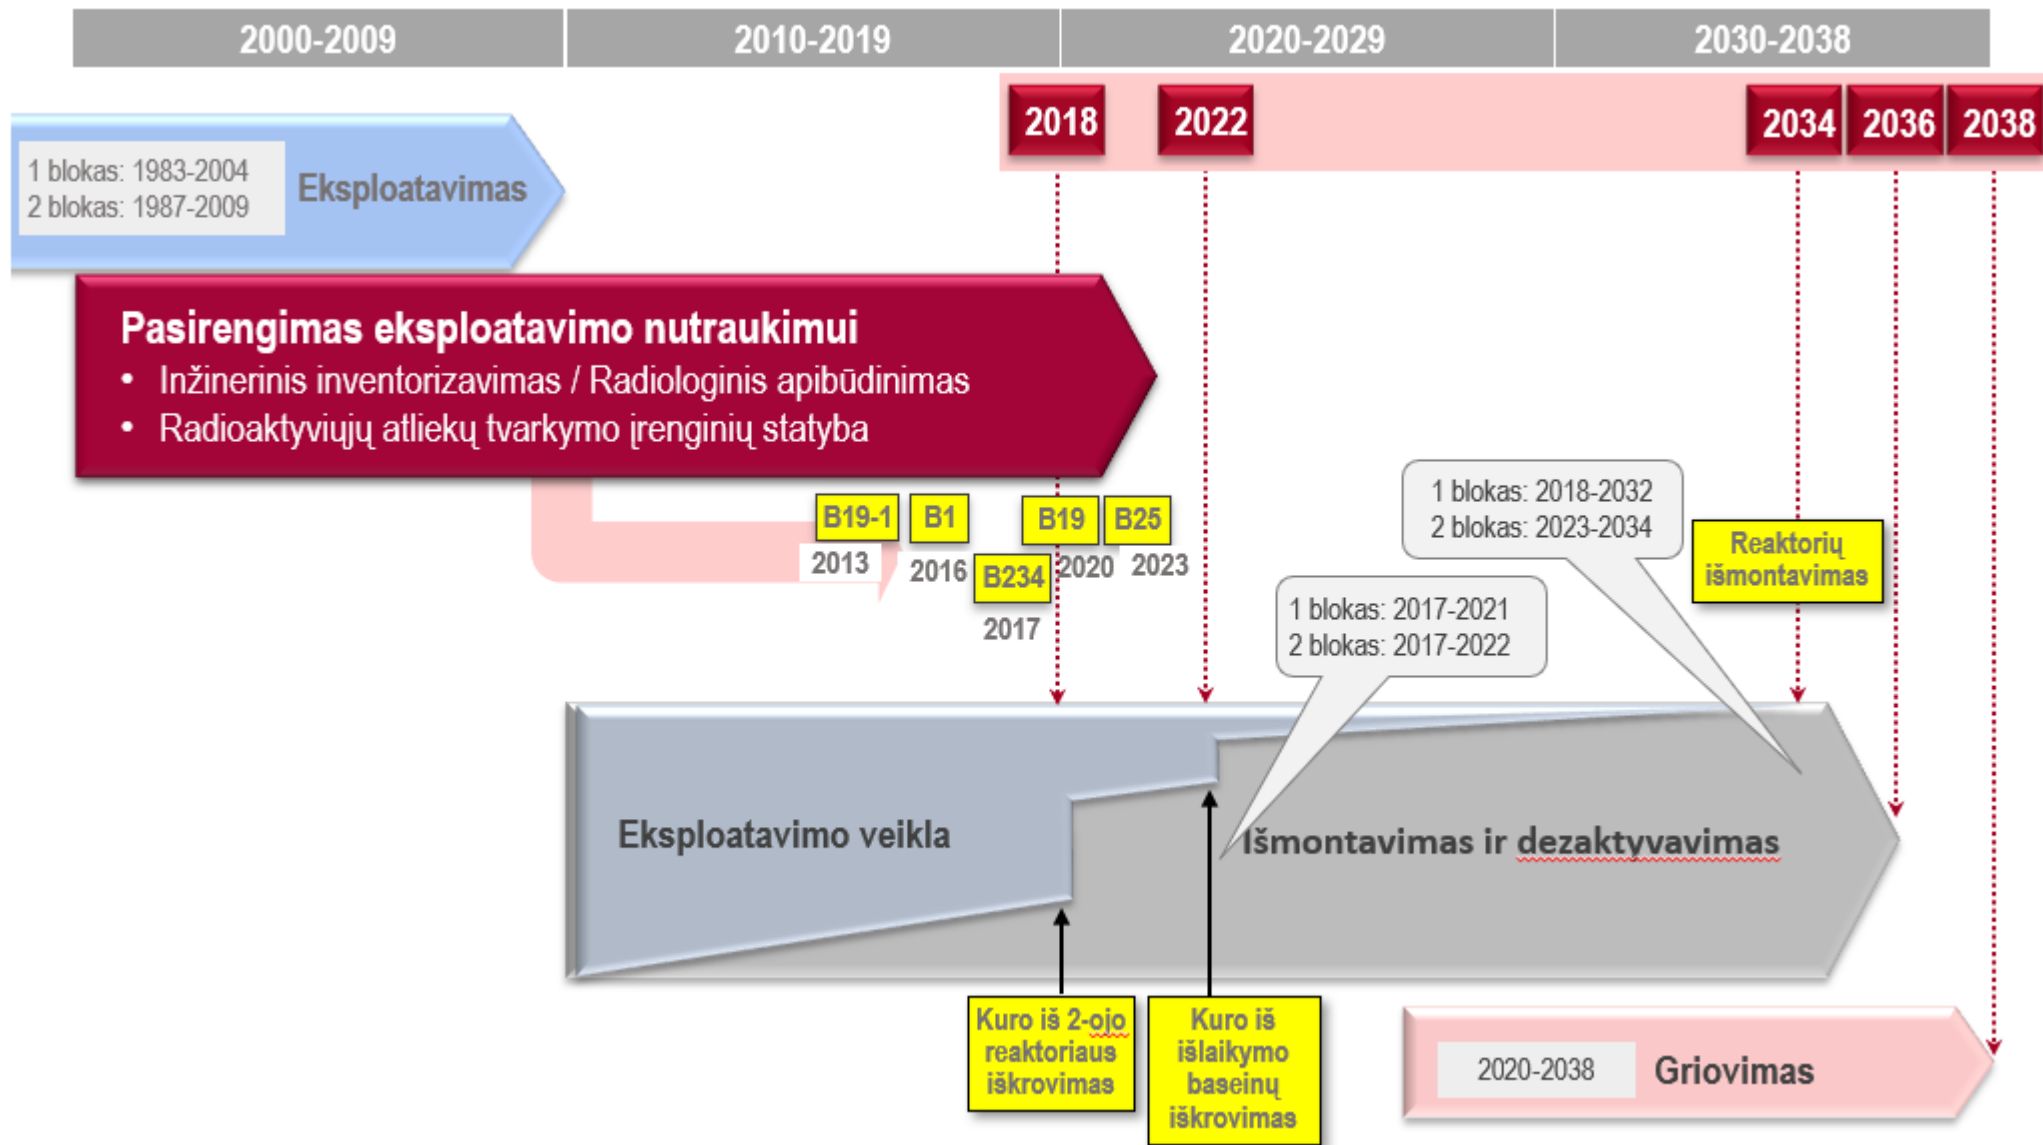 2000-2009
2010-2019
2020-2029
2030-2038
2018
2022
2034
2036
2038
1 blokas: 1983-2004
2 blokas: 1987-2009
Eksploatavimas
Pasirengimas eksploatavimo nutraukimui
• Inžinerinis inventorizavimas / Radiologinis apibūdinimas
• Radioaktyviųjų atliekų tvarkymo įrenginių statyba
B19-1
2013
B1
2016
B234
2017
B19
2020
B25
2023
1 blokas: 2018-2032
2 blokas: 2023-2034
Reaktorių
išmontavimas
1 blokas: 2017-2021
2 blokas: 2017-2022
Eksploatavimo veikla
Išmontavimas ir dezaktyvavimas
Kuro iš 2-ojo
reaktoriaus
iškrovimas
Kuro iš
išlaikymo
baseinų
iškrovimas
2020-2038
Griovimas